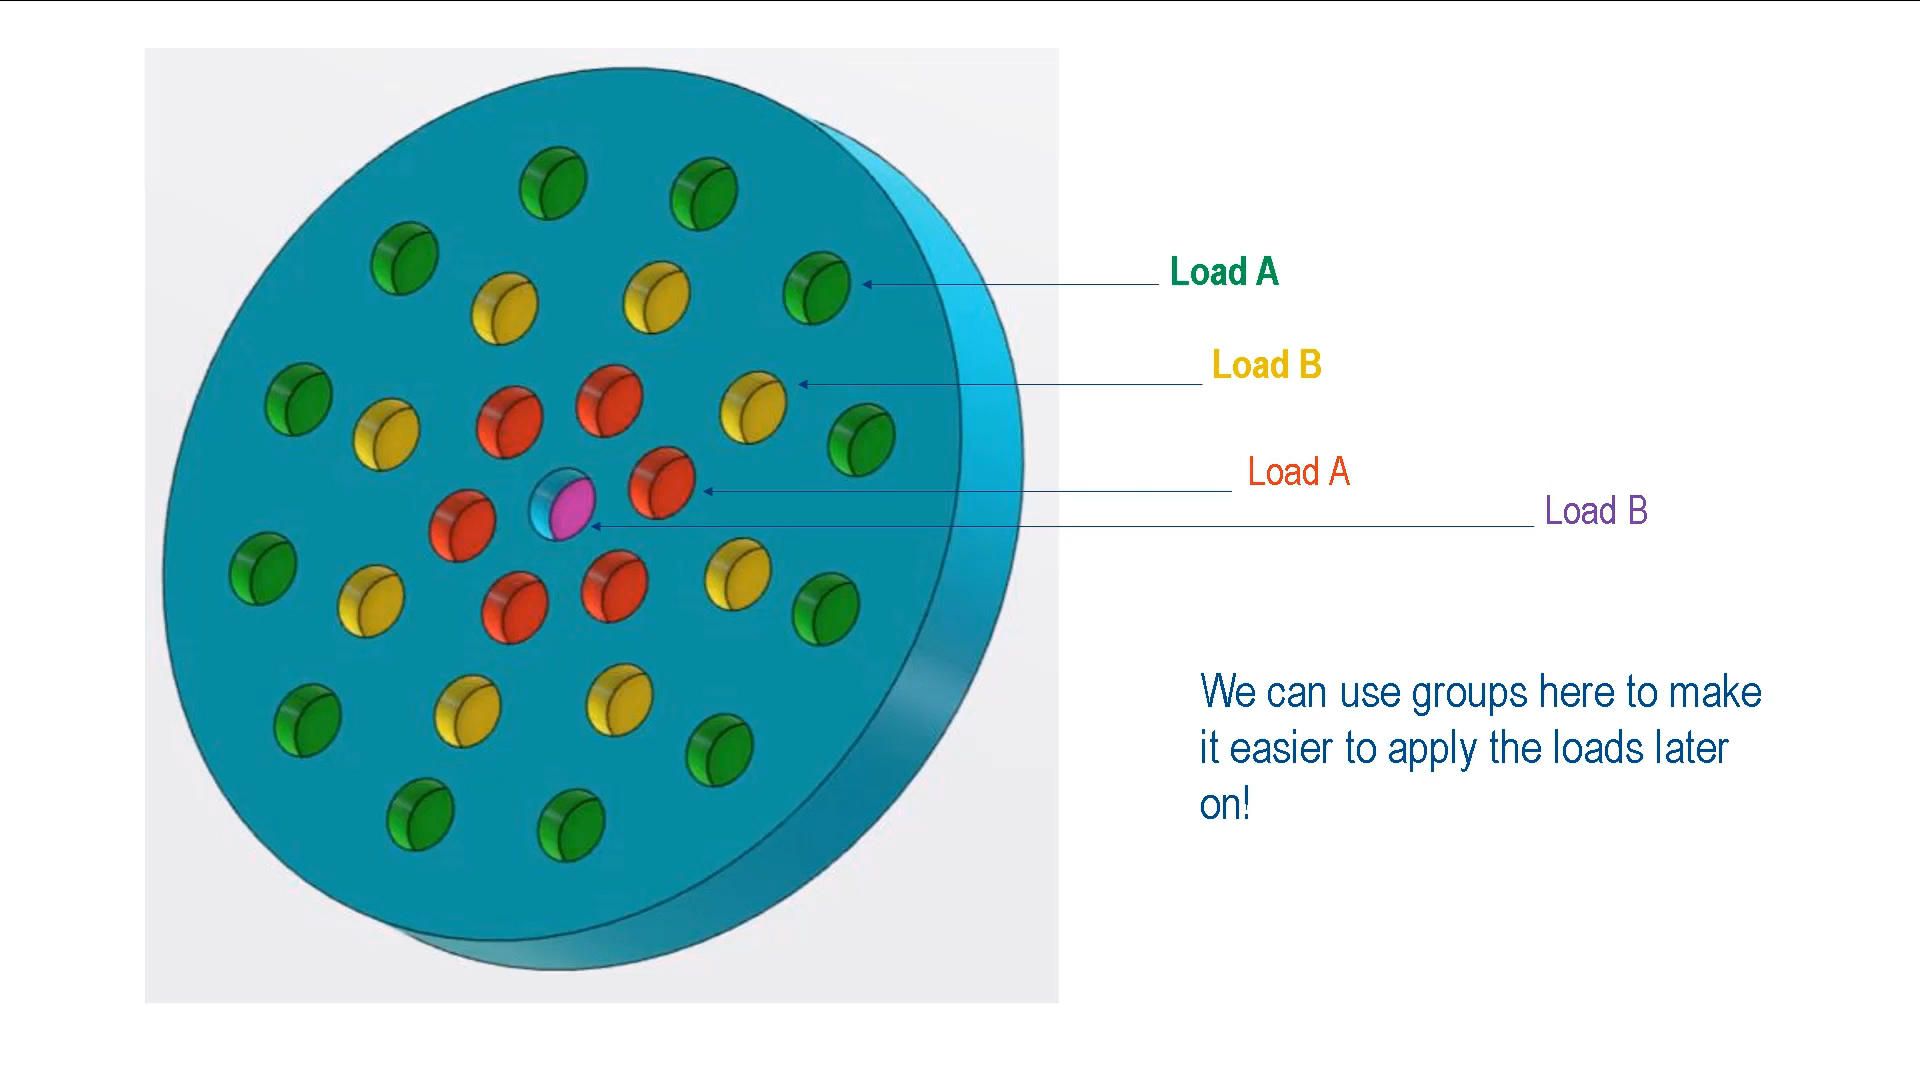 Load A
Load B
Load A
Load B
We can use groups here to make
it easier to apply the loads later
on!